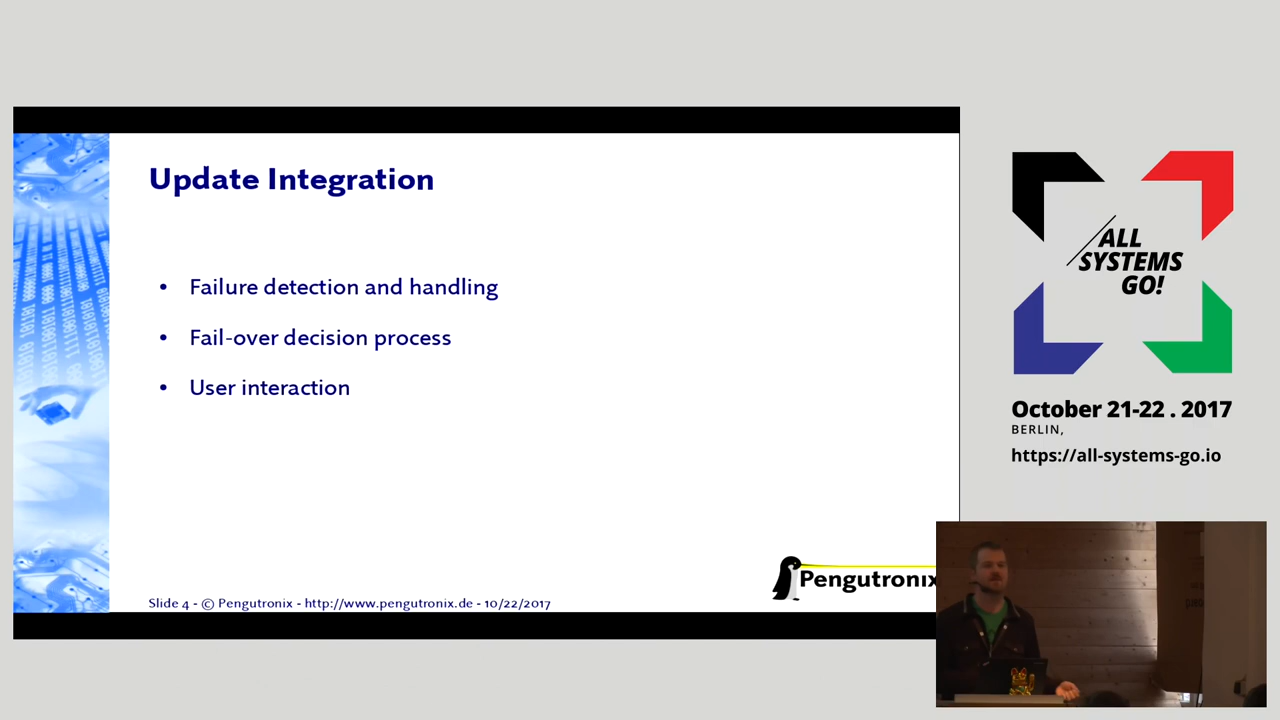 Update Integration
• Failure detection and handling
• Fail-over decision process
• User interaction
Pengutronix
Slide 4 - © Pengutronix - http://www.pengutronix.de - 10/22/2017
ALL
SYSTEMS
GO!
October 21-22 . 2017
BERLIN,
https://all-systems-go.io